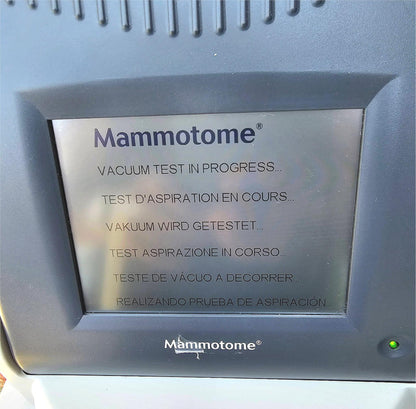 Mammotome®
VACUUM TEST IN PROGRESS...
TEST D'ASPIRATION EN COURS...
VAKUUM WIRD GETESTET...
TEST ASPIRAZIONE IN CORSO...
TESTE DE VÁCUO A DECORRER...
REALIZANDO PRUEBA DE ASPIRACIÓN...
Mammotome®